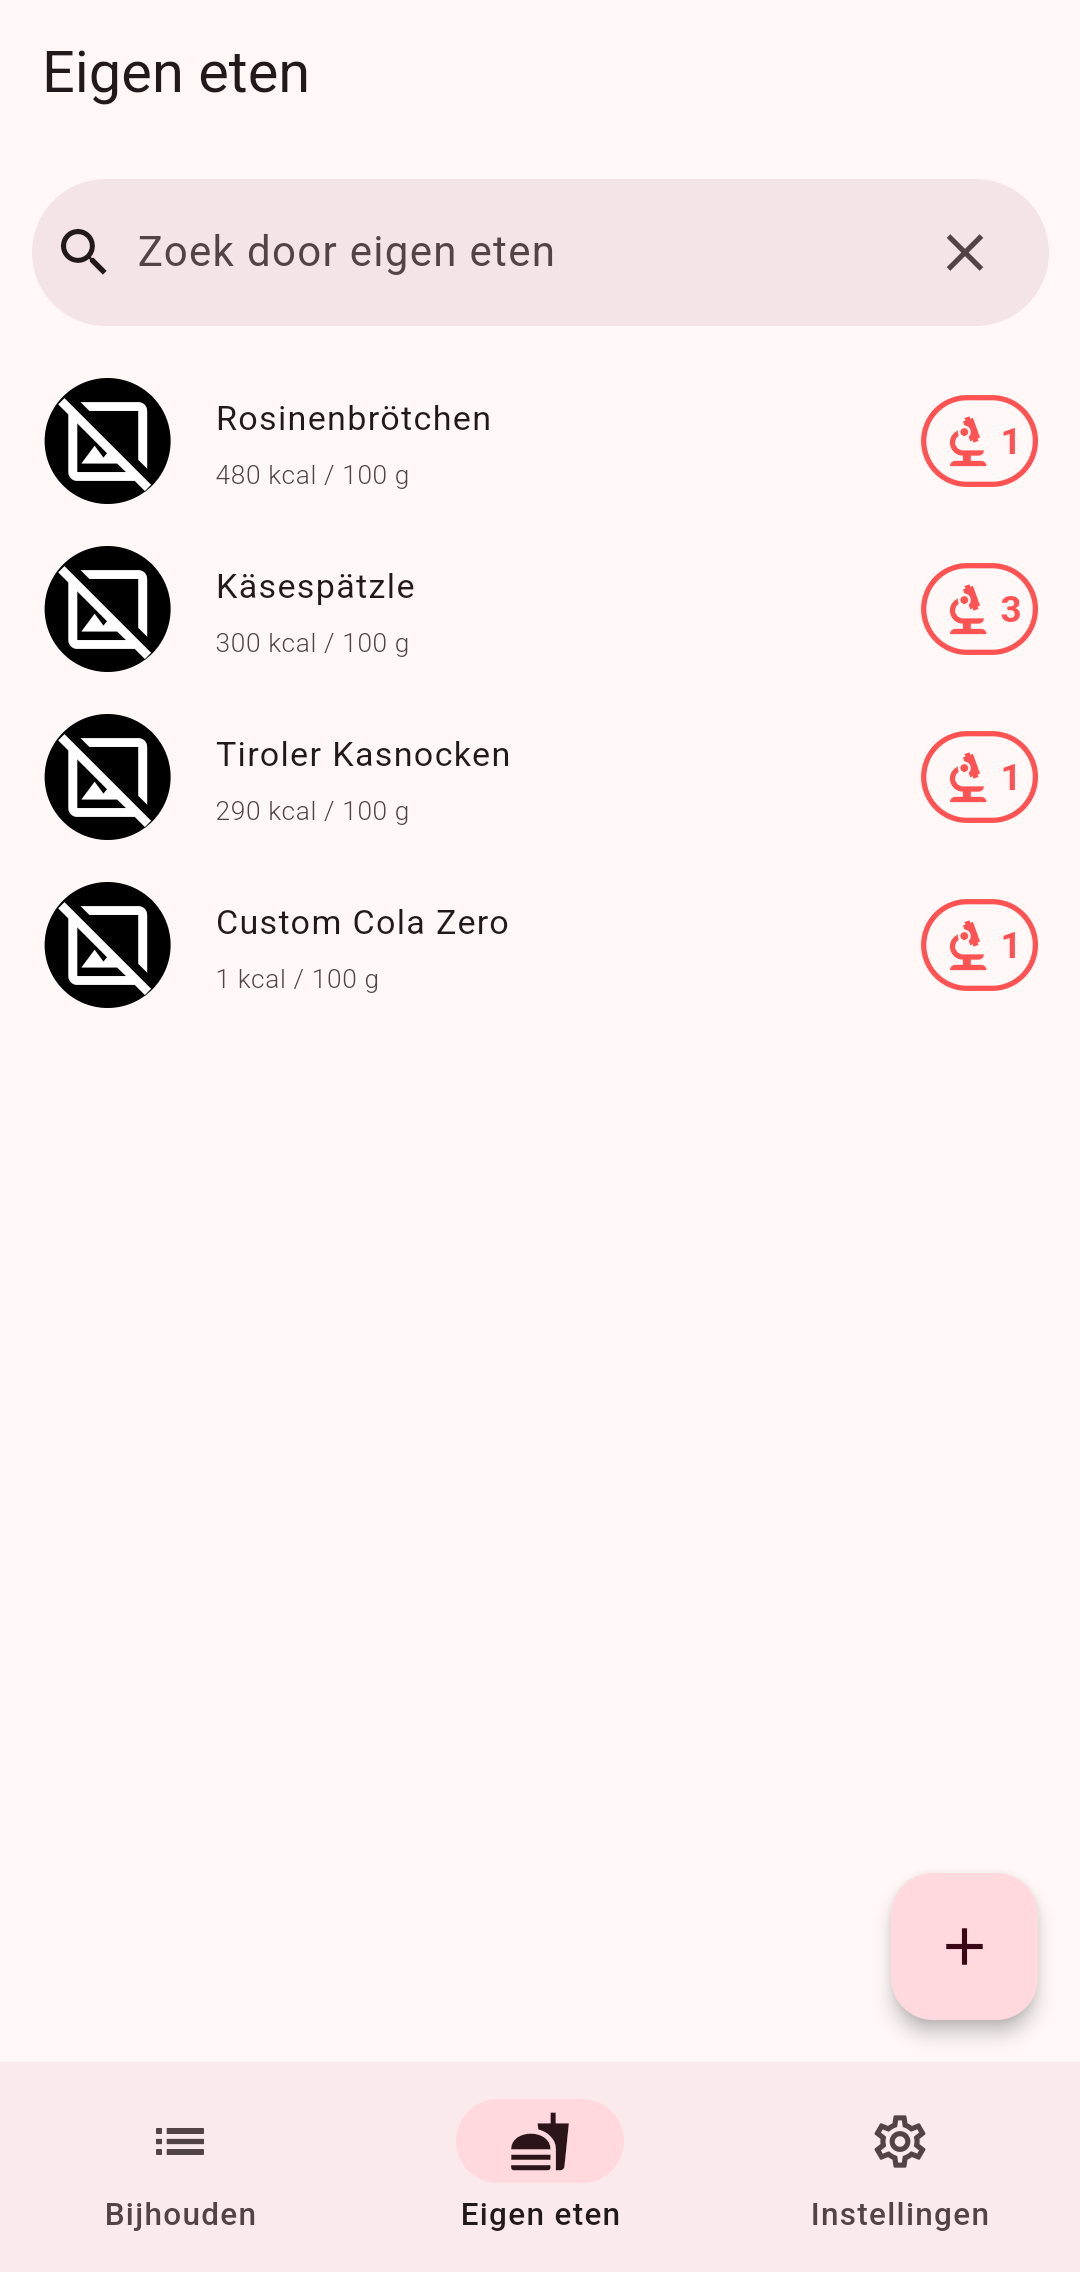 Eigen eten
Zoek door eigen eten
Rosinenbrötchen
480 kcal / 100 g
1
Käsespätzle
300 kcal / 100 g
3
Tiroler Kasnocken
290 kcal / 100 g
1
Custom Cola Zero
1 kcal / 100 g
1
Bijhouden
Eigen eten
Instellingen